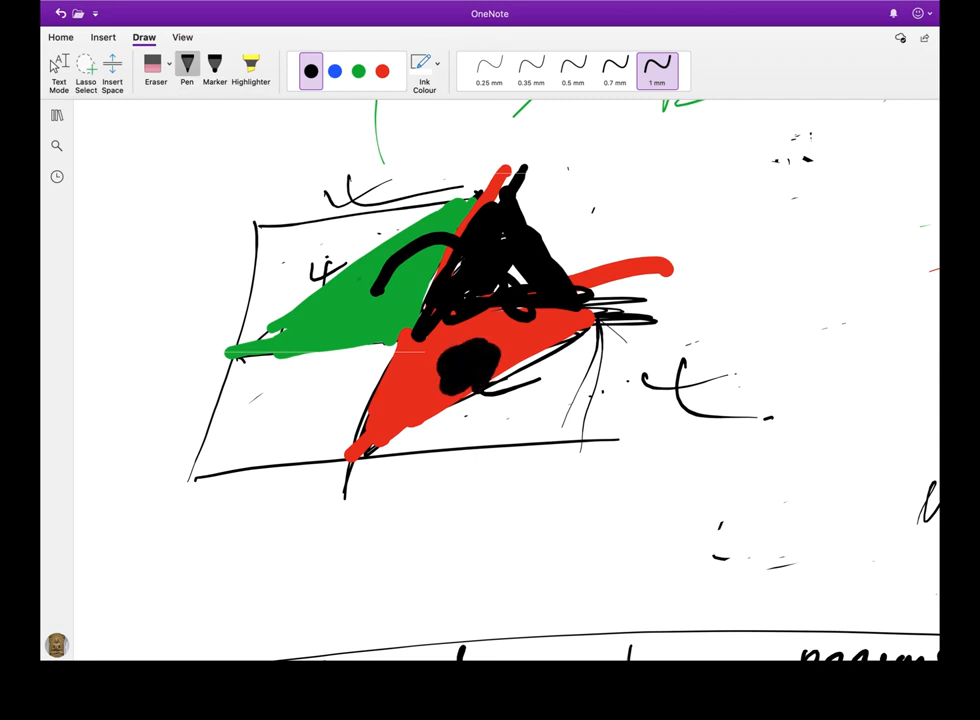 OneNote
Home Insert Draw View
Text Mode
Lasso Select
Insert Space
Eraser
Pen
Marker
Highlighter
Ink Colour
0.25 mm
0.35 mm
0.5 mm
0.7 mm
1 mm
4